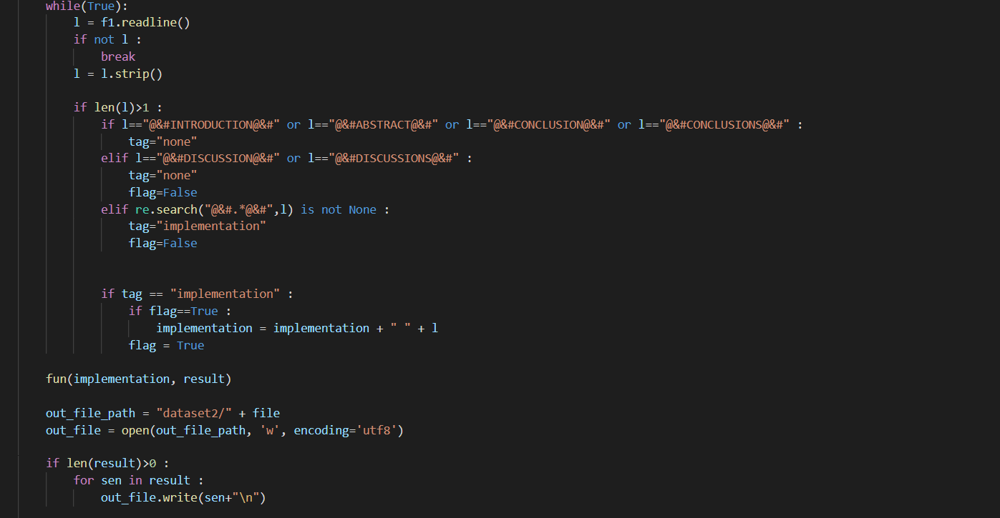 while(True):
    l = f1.readline()
    if not l :
        break
    l = l.strip()

    if len(l)>1 :
        if l=="@&#INTRODUCTION@&#" or l=="@&#ABSTRACT@&#" or l=="@&#CONCLUSION@&#" or l=="@&#CONCLUSIONS@&#" :
            tag="none"
        elif l=="@&#DISCUSSION@&#" or l=="@&#DISCUSSIONS@&#" :
            tag="none"
            flag=False
        elif re.search("@&#.*@&#",l) is not None :
            tag="implementation"
            flag=False


        if tag == "implementation" :
            if flag==True :
                implementation = implementation + " " + l
            flag = True

fun(implementation, result)

out_file_path = "dataset2/" + file
out_file = open(out_file_path, 'w', encoding='utf8')

if len(result)>0 :
    for sen in result :
        out_file.write(sen+"\n")